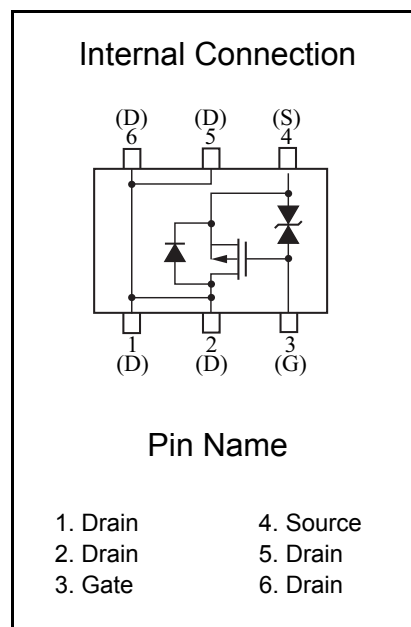 Internal Connection
(D) (D) (S)
6 5 4
1 2 3
(D) (D) (G)
Pin Name
1. Drain 4. Source
2. Drain 5. Drain
3. Gate 6. Drain